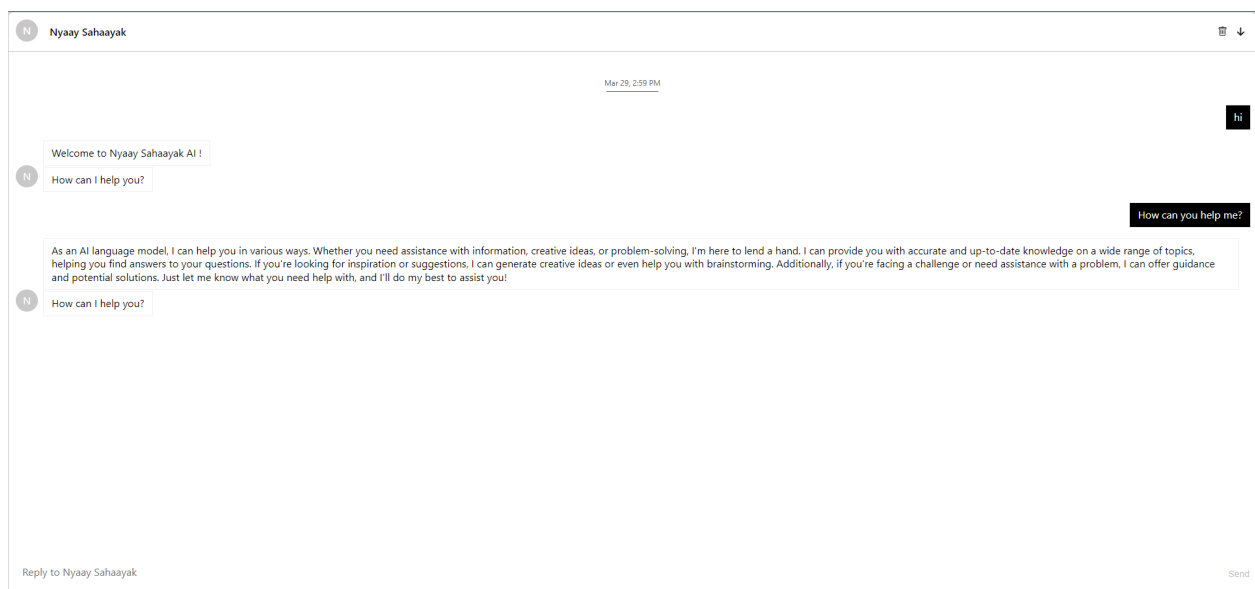 N Nyaay Sahaayak
Mar 29, 2:59 PM
hi
Welcome to Nyaay Sahaayak AI !
N How can I help you?
How can you help me?
As an AI language model, I can help you in various ways. Whether you need assistance with information, creative ideas, or problem-solving, I'm here to lend a hand. I can provide you with accurate and up-to-date knowledge on a wide range of topics,
helping you find answers to your questions. If you're looking for inspiration or suggestions, I can generate creative ideas or even help you with brainstorming. Additionally, if you're facing a challenge or need assistance with a problem, I can offer guidance
and potential solutions. Just let me know what you need help with, and I'll do my best to assist you!
N How can I help you?
Reply to Nyaay Sahaayak Send